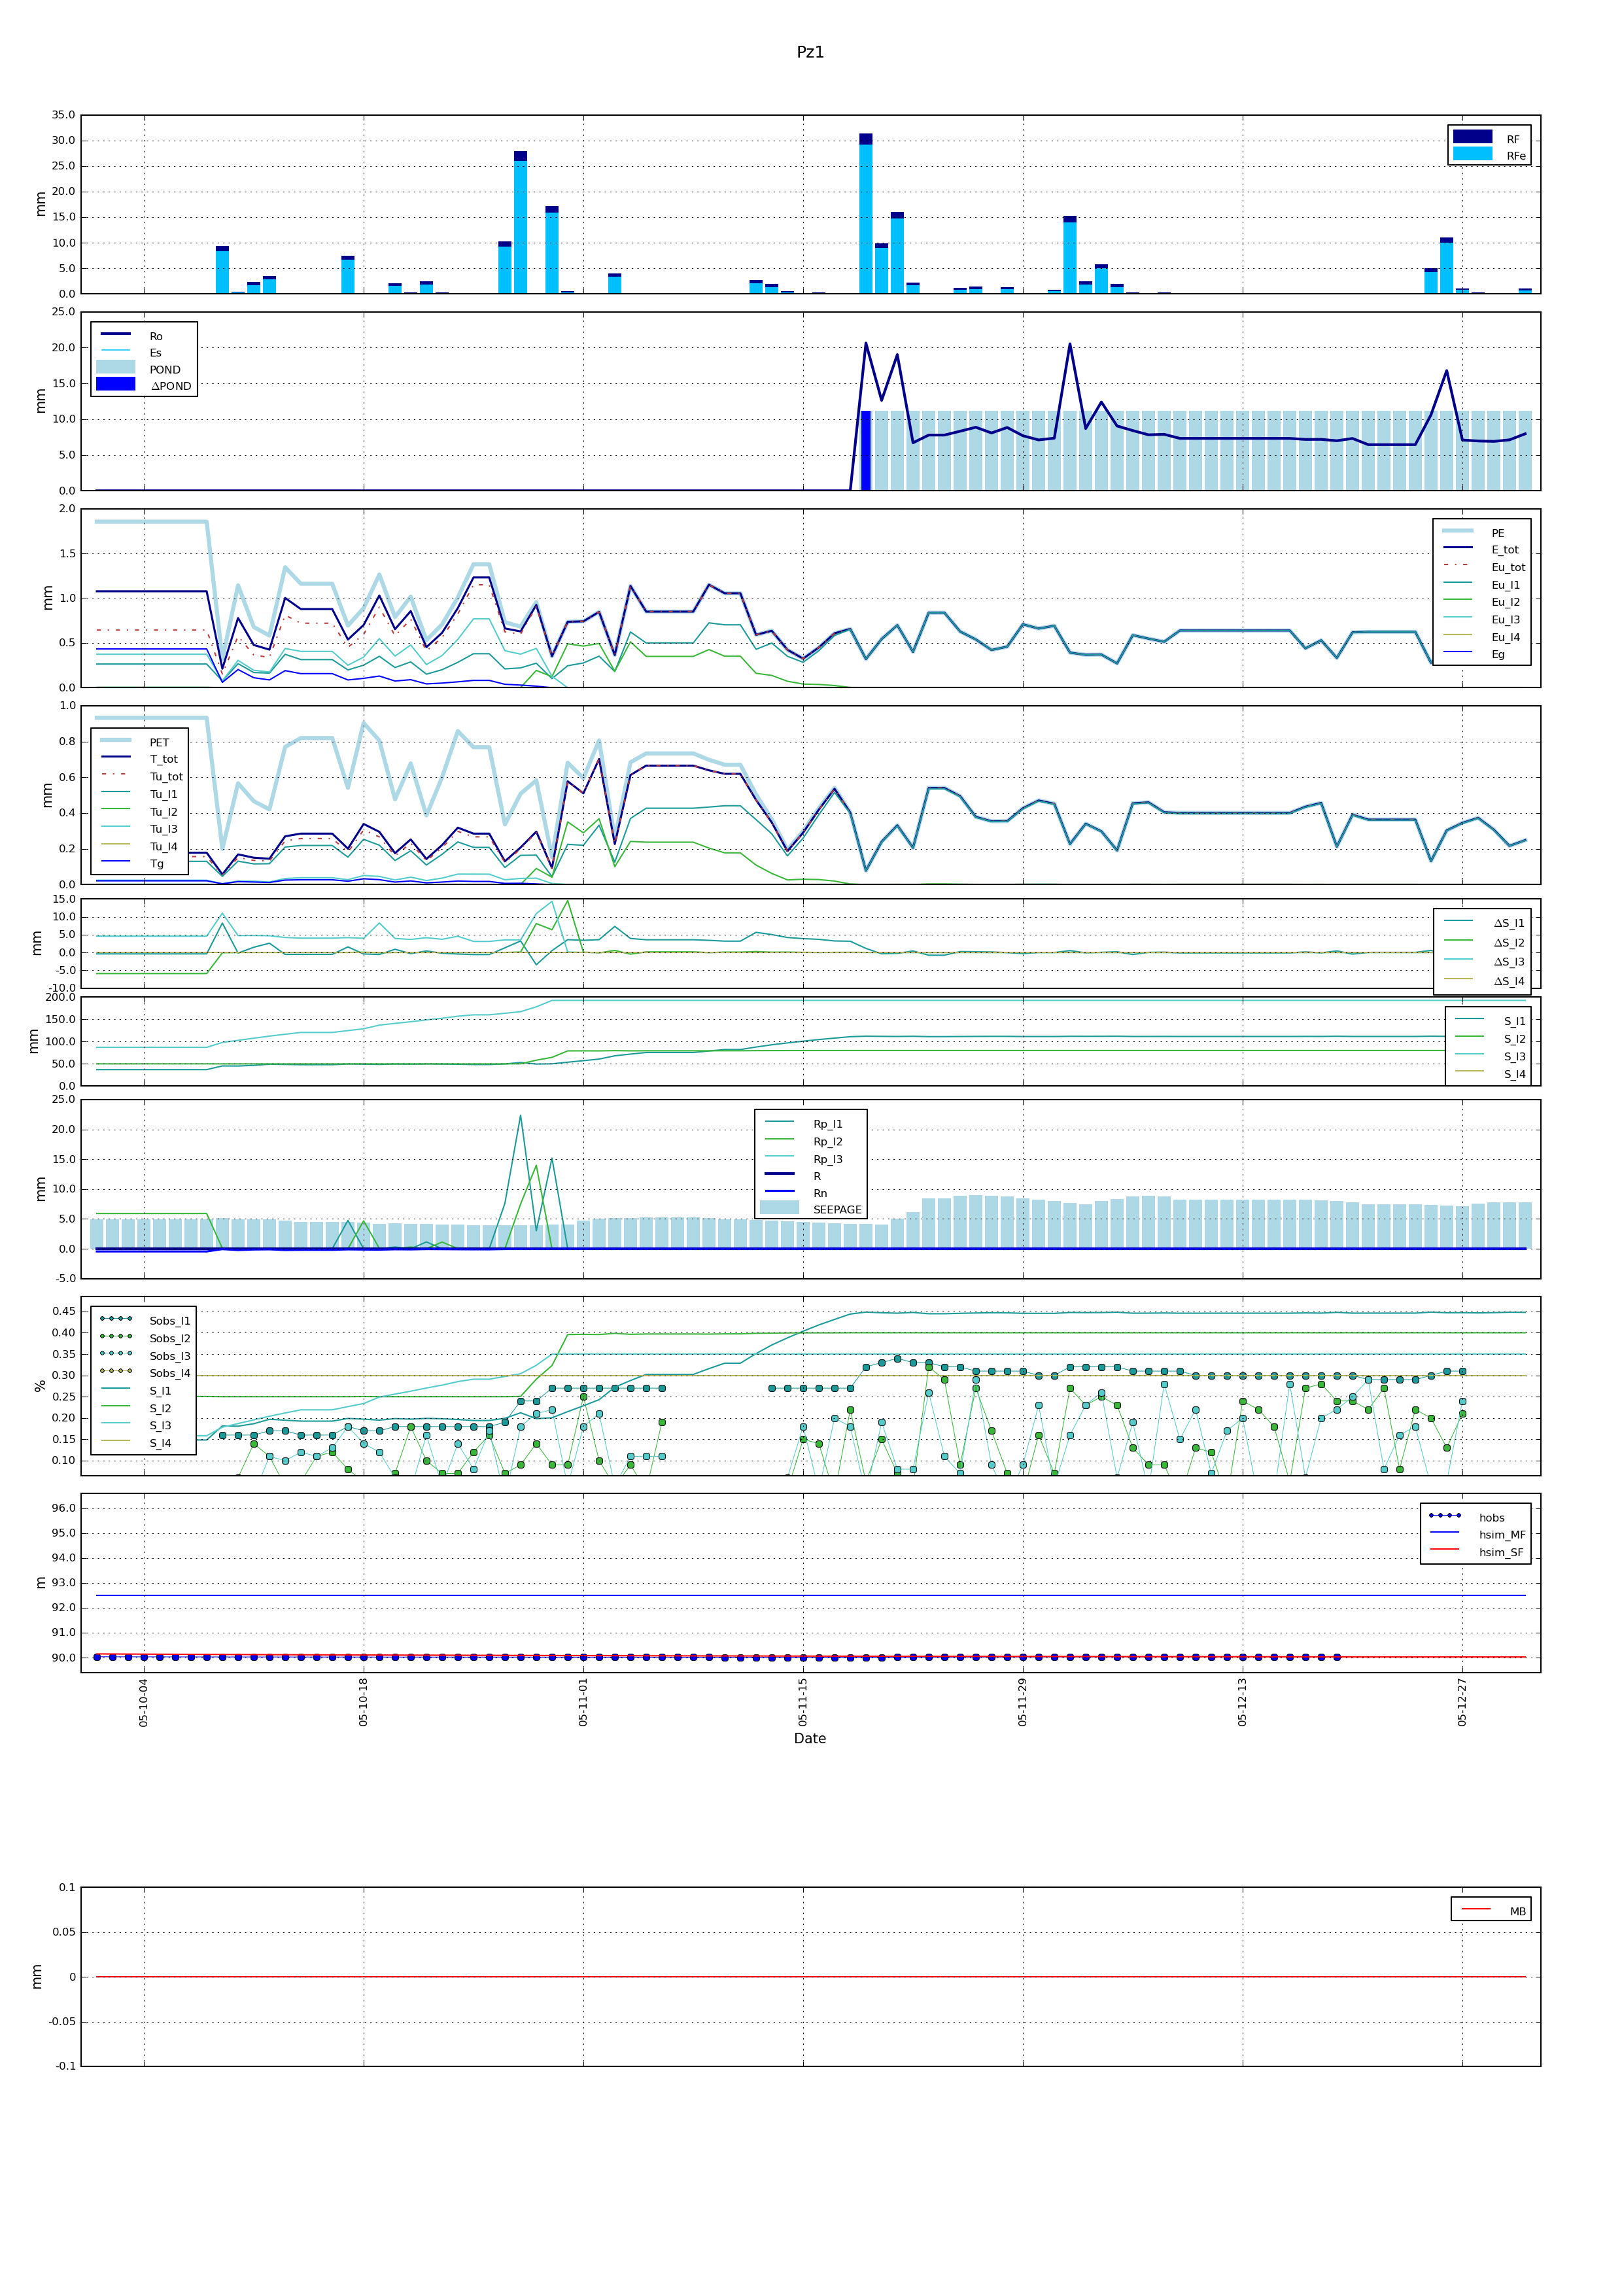 Pz1
35.0
30.0
25.0
20.0
15.0
10.0
5.0
0.0
mm
RF
RFe
25.0
20.0
15.0
10.0
5.0
0.0
mm
Ro
Es
POND
ΔPOND
2.0
1.5
1.0
0.5
0.0
mm
PE
E_tot
Eu_tot
Eu_l1
Eu_l2
Eu_l3
Eu_l4
Eg
1.0
0.8
0.6
0.4
0.2
0.0
mm
PET
T_tot
Tu_tot
Tu_l1
Tu_l2
Tu_l3
Tu_l4
Tg
15.0
10.0
5.0
0.0
-5.0
-10.0
mm
ΔS_l1
ΔS_l2
ΔS_l3
ΔS_l4
200.0
150.0
100.0
50.0
0.0
mm
S_l1
S_l2
S_l3
S_l4
25.0
20.0
15.0
10.0
5.0
0.0
-5.0
mm
Rp_l1
Rp_l2
Rp_l3
R
Rn
SEEPAGE
0.45
0.40
0.35
0.30
0.25
0.20
0.15
0.10
%
Sobs_l1
Sobs_l2
Sobs_l3
Sobs_l4
S_l1
S_l2
S_l3
S_l4
96.0
95.0
94.0
93.0
92.0
91.0
90.0
m
hobs
hsim_MF
hsim_SF
05-10-04
05-10-18
05-11-01
05-11-15
05-11-29
05-12-13
05-12-27
Date
0.1
0.05
0
-0.05
-0.1
mm
MB